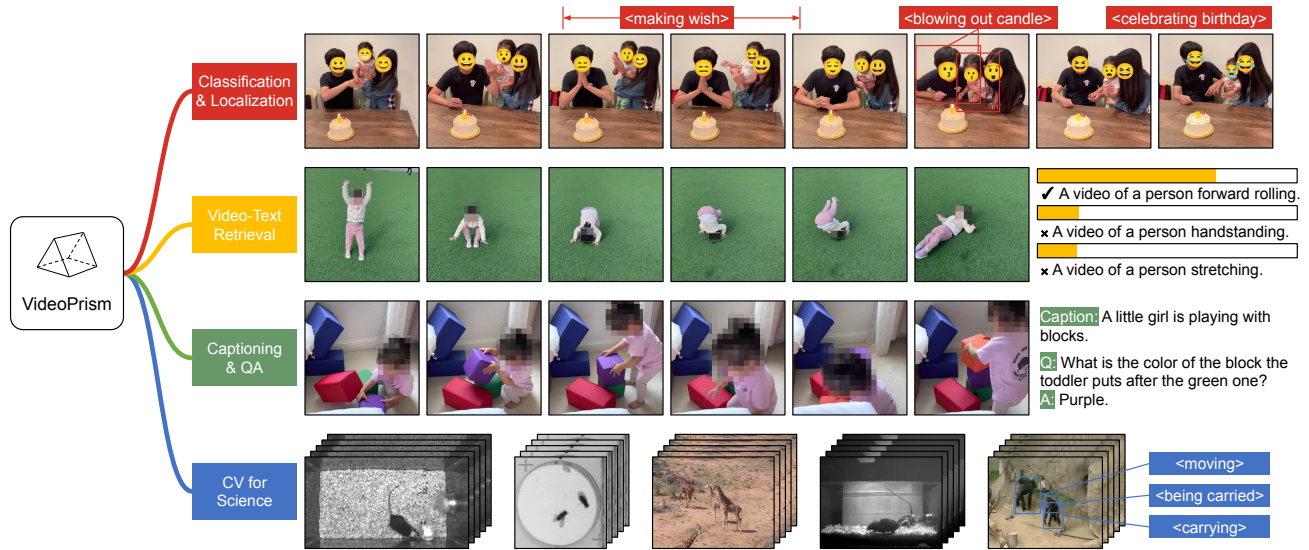 <making wish>
<blowing out candle>
<celebrating birthday>
Classification
& Localization
Video-Text
Retrieval
✓ A video of a person forward rolling.
× A video of a person handstanding.
× A video of a person stretching.
VideoPrism
Captioning
& QA
Caption: A little girl is playing with
blocks.
Q: What is the color of the block the
toddler puts after the green one?
A: Purple.
CV for
Science
<moving>
<being carried>
<carrying>